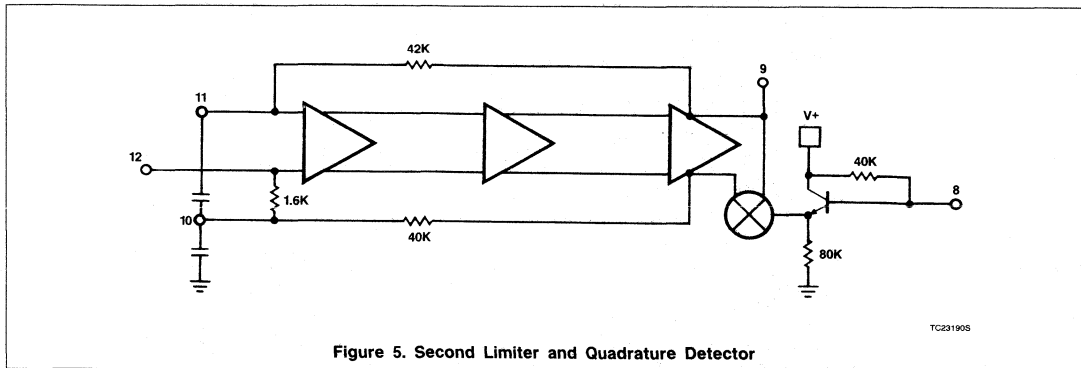 42K
9
11
V+
12
40K
8
1.6K
10
40K
80K
TC23190S
Figure 5. Second Limiter and Quadrature Detector